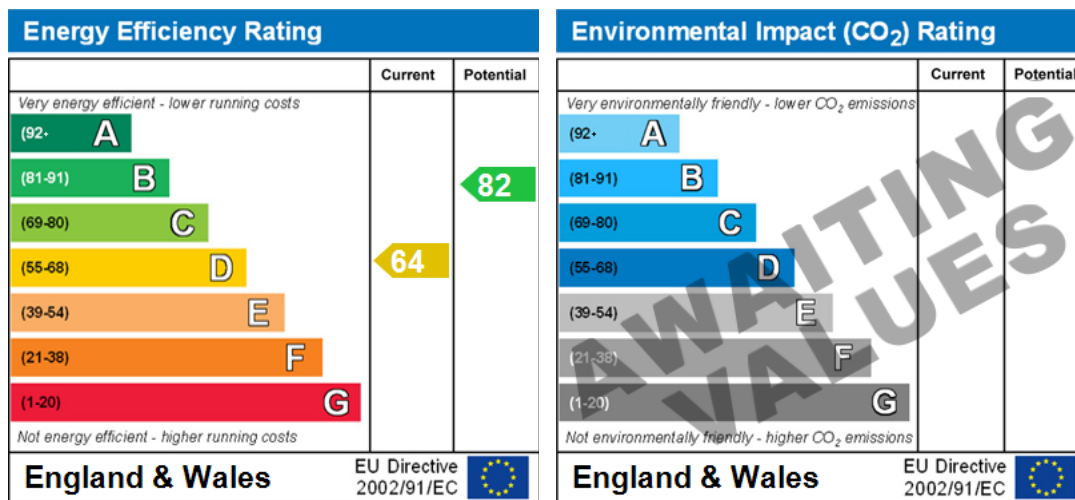 Energy Efficiency Rating
Current Potential
Very energy efficient - lower running costs
(92+ A
(81-91) B
82
(69-80) C
(55-68) D
64
(39-54) E
(21-38) F
(1-20) G
Not energy efficient - higher running costs
England & Wales
EU Directive
2002/91/EC
Environmental Impact (CO₂) Rating
Current Potential
Very environmentally friendly - lower CO₂ emissions
(92+ A
(81-91) B
(69-80) C
(55-68) D
(39-54) E
(21-38) F
(1-20) G
AWAITING
VALUES
Not environmentally friendly - higher CO₂ emissions
England & Wales
EU Directive
2002/91/EC